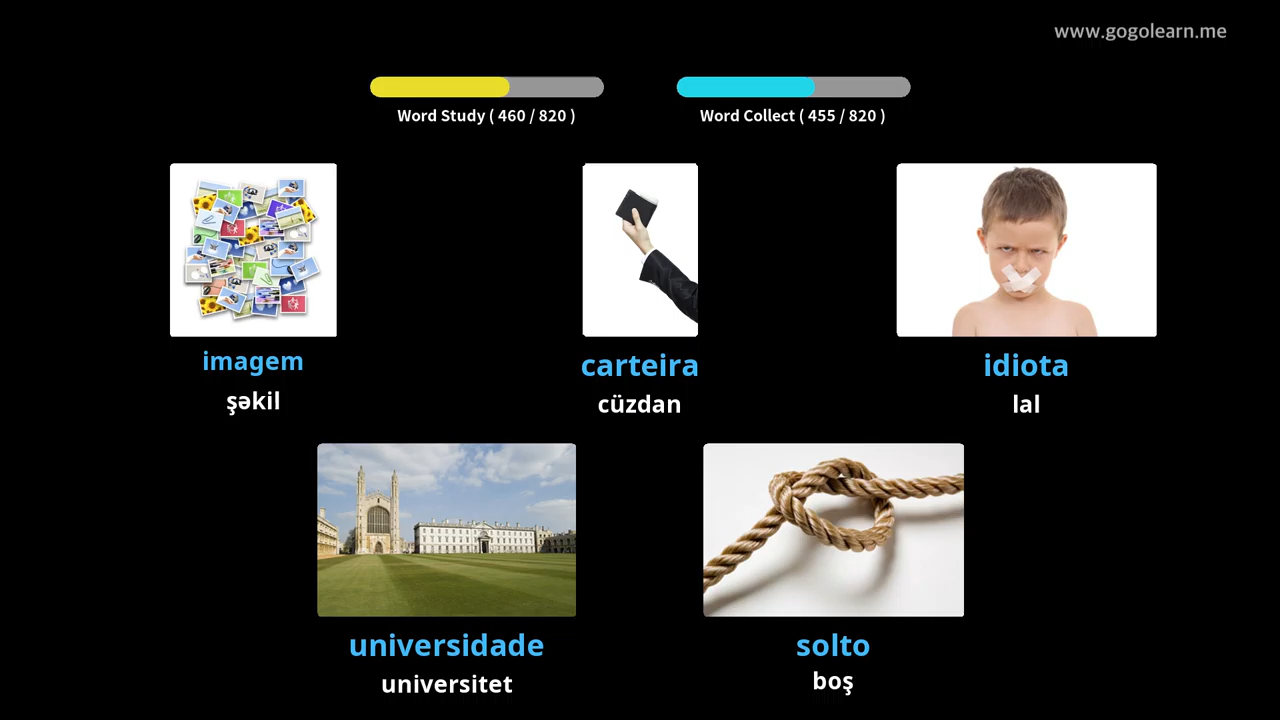 www.gogolearn.me
Word Study ( 460 / 820 )
Word Collect ( 455 / 820 )
imagem
şəkil
carteira
cüzdan
idiota
lal
universidade
universitet
solto
boş